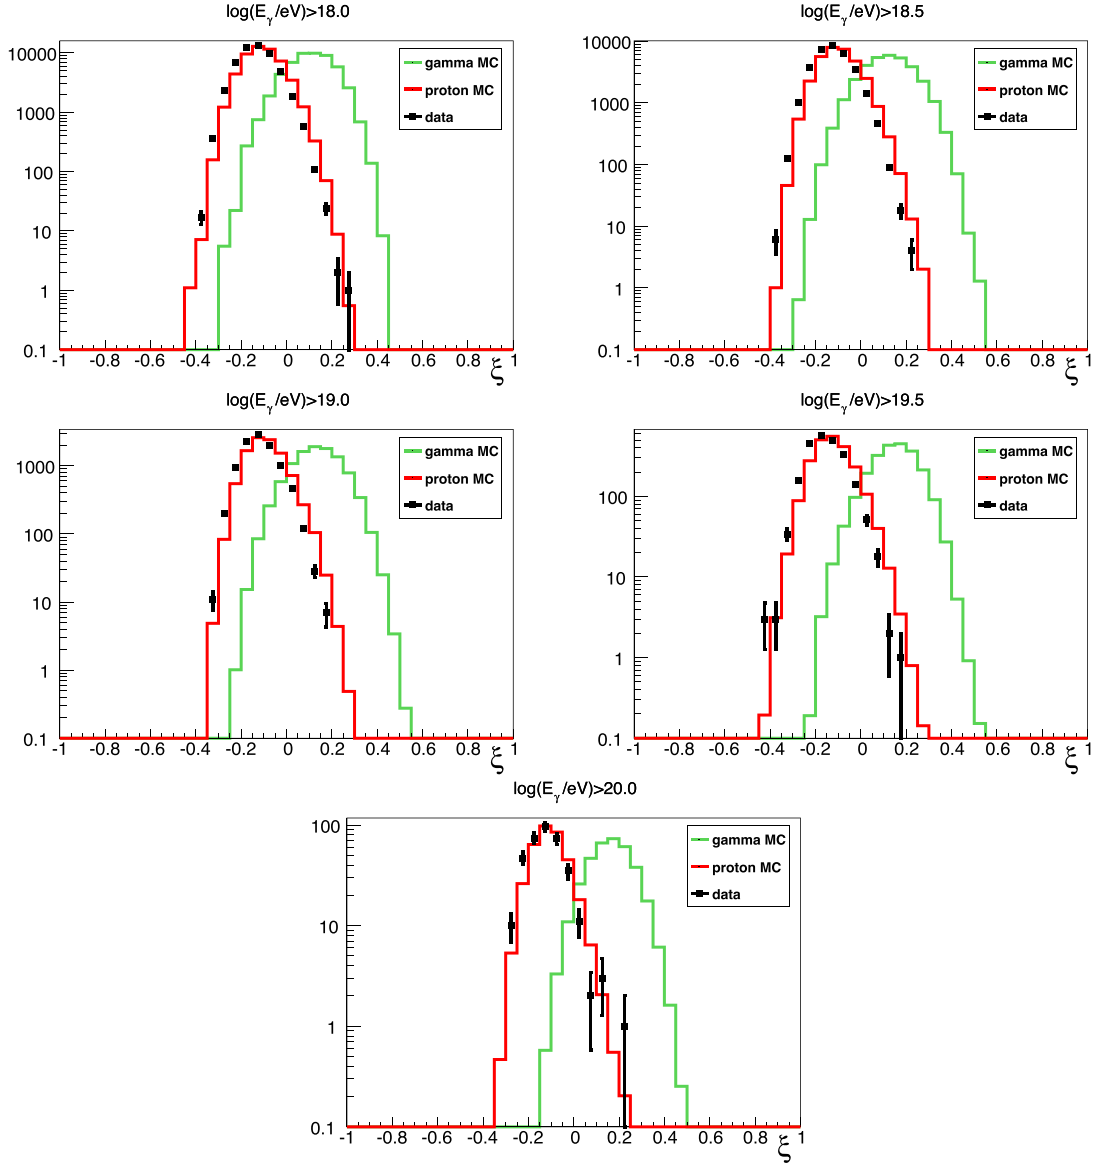 log(Eγ/eV)>18.0
10000
1000
100
10
1
0.1
gamma MC
proton MC
data
-1 -0.8 -0.6 -0.4 -0.2 0 0.2 0.4 0.6 0.8 1
ξ
log(Eγ/eV)>18.5
10000
1000
100
10
1
0.1
gamma MC
proton MC
data
-1 -0.8 -0.6 -0.4 -0.2 0 0.2 0.4 0.6 0.8 1
ξ
log(Eγ/eV)>19.0
1000
100
10
1
0.1
gamma MC
proton MC
data
-1 -0.8 -0.6 -0.4 -0.2 0 0.2 0.4 0.6 0.8 1
ξ
log(Eγ/eV)>19.5
100
10
1
0.1
gamma MC
proton MC
data
-1 -0.8 -0.6 -0.4 -0.2 0 0.2 0.4 0.6 0.8 1
ξ
log(Eγ/eV)>20.0
100
10
1
0.1
gamma MC
proton MC
data
-1 -0.8 -0.6 -0.4 -0.2 0 0.2 0.4 0.6 0.8 1
ξ